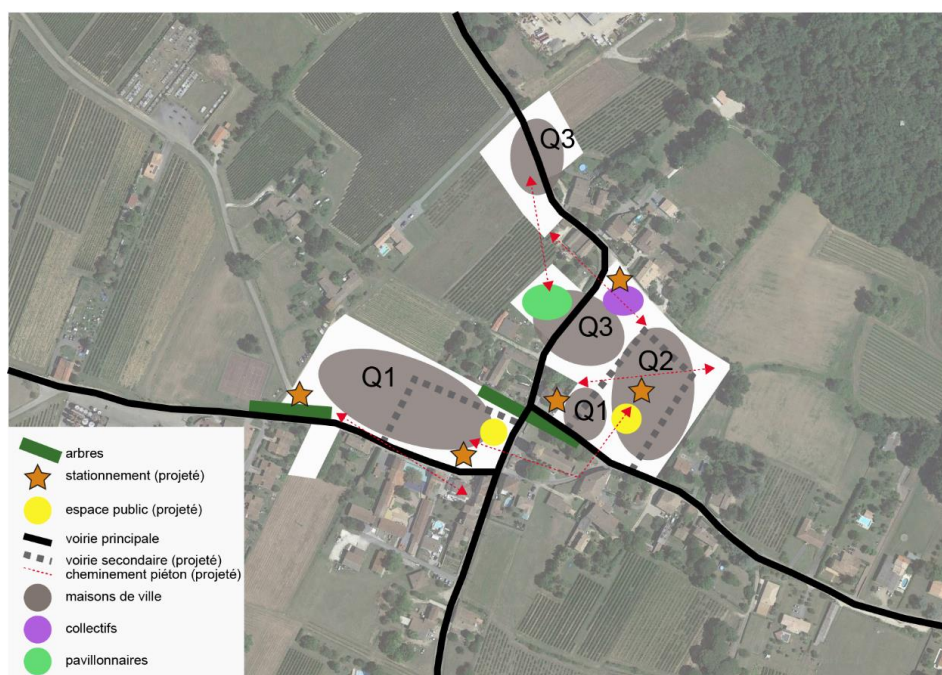 Q3
Q3
Q2
Q1
Q1
arbres
stationnement (projeté)
espace public (projeté)
voirie principale
voirie secondaire (projeté)
cheminement piéton (projeté)
maisons de ville
collectifs
pavillonnaires